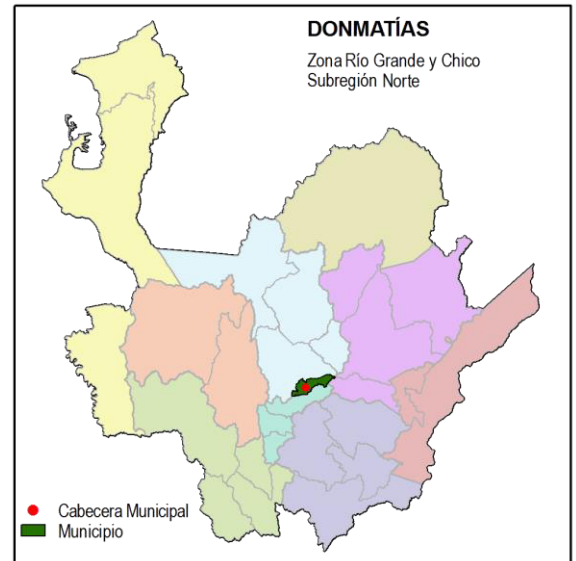 DONMATÍAS
Zona Río Grande y Chico
Subregión Norte
Cabecera Municipal
Municipio